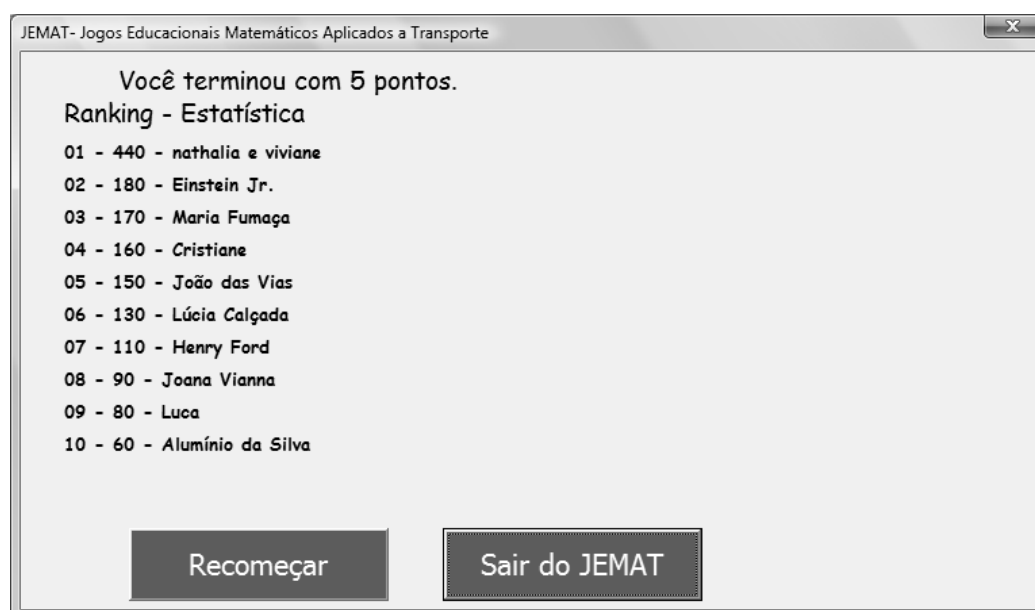 JEMAT- Jogos Educacionais Matemáticos Aplicados a Transporte
Você terminou com 5 pontos.
Ranking - Estatística
01 - 440 - nathalia e viviane
02 - 180 - Einstein Jr.
03 - 170 - Maria Fumaça
04 - 160 - Cristiane
05 - 150 - João das Vias
06 - 130 - Lúcia Calçada
07 - 110 - Henry Ford
08 - 90 - Joana Vianna
09 - 80 - Luca
10 - 60 - Alumínio da Silva
Recomeçar
Sair do JEMAT